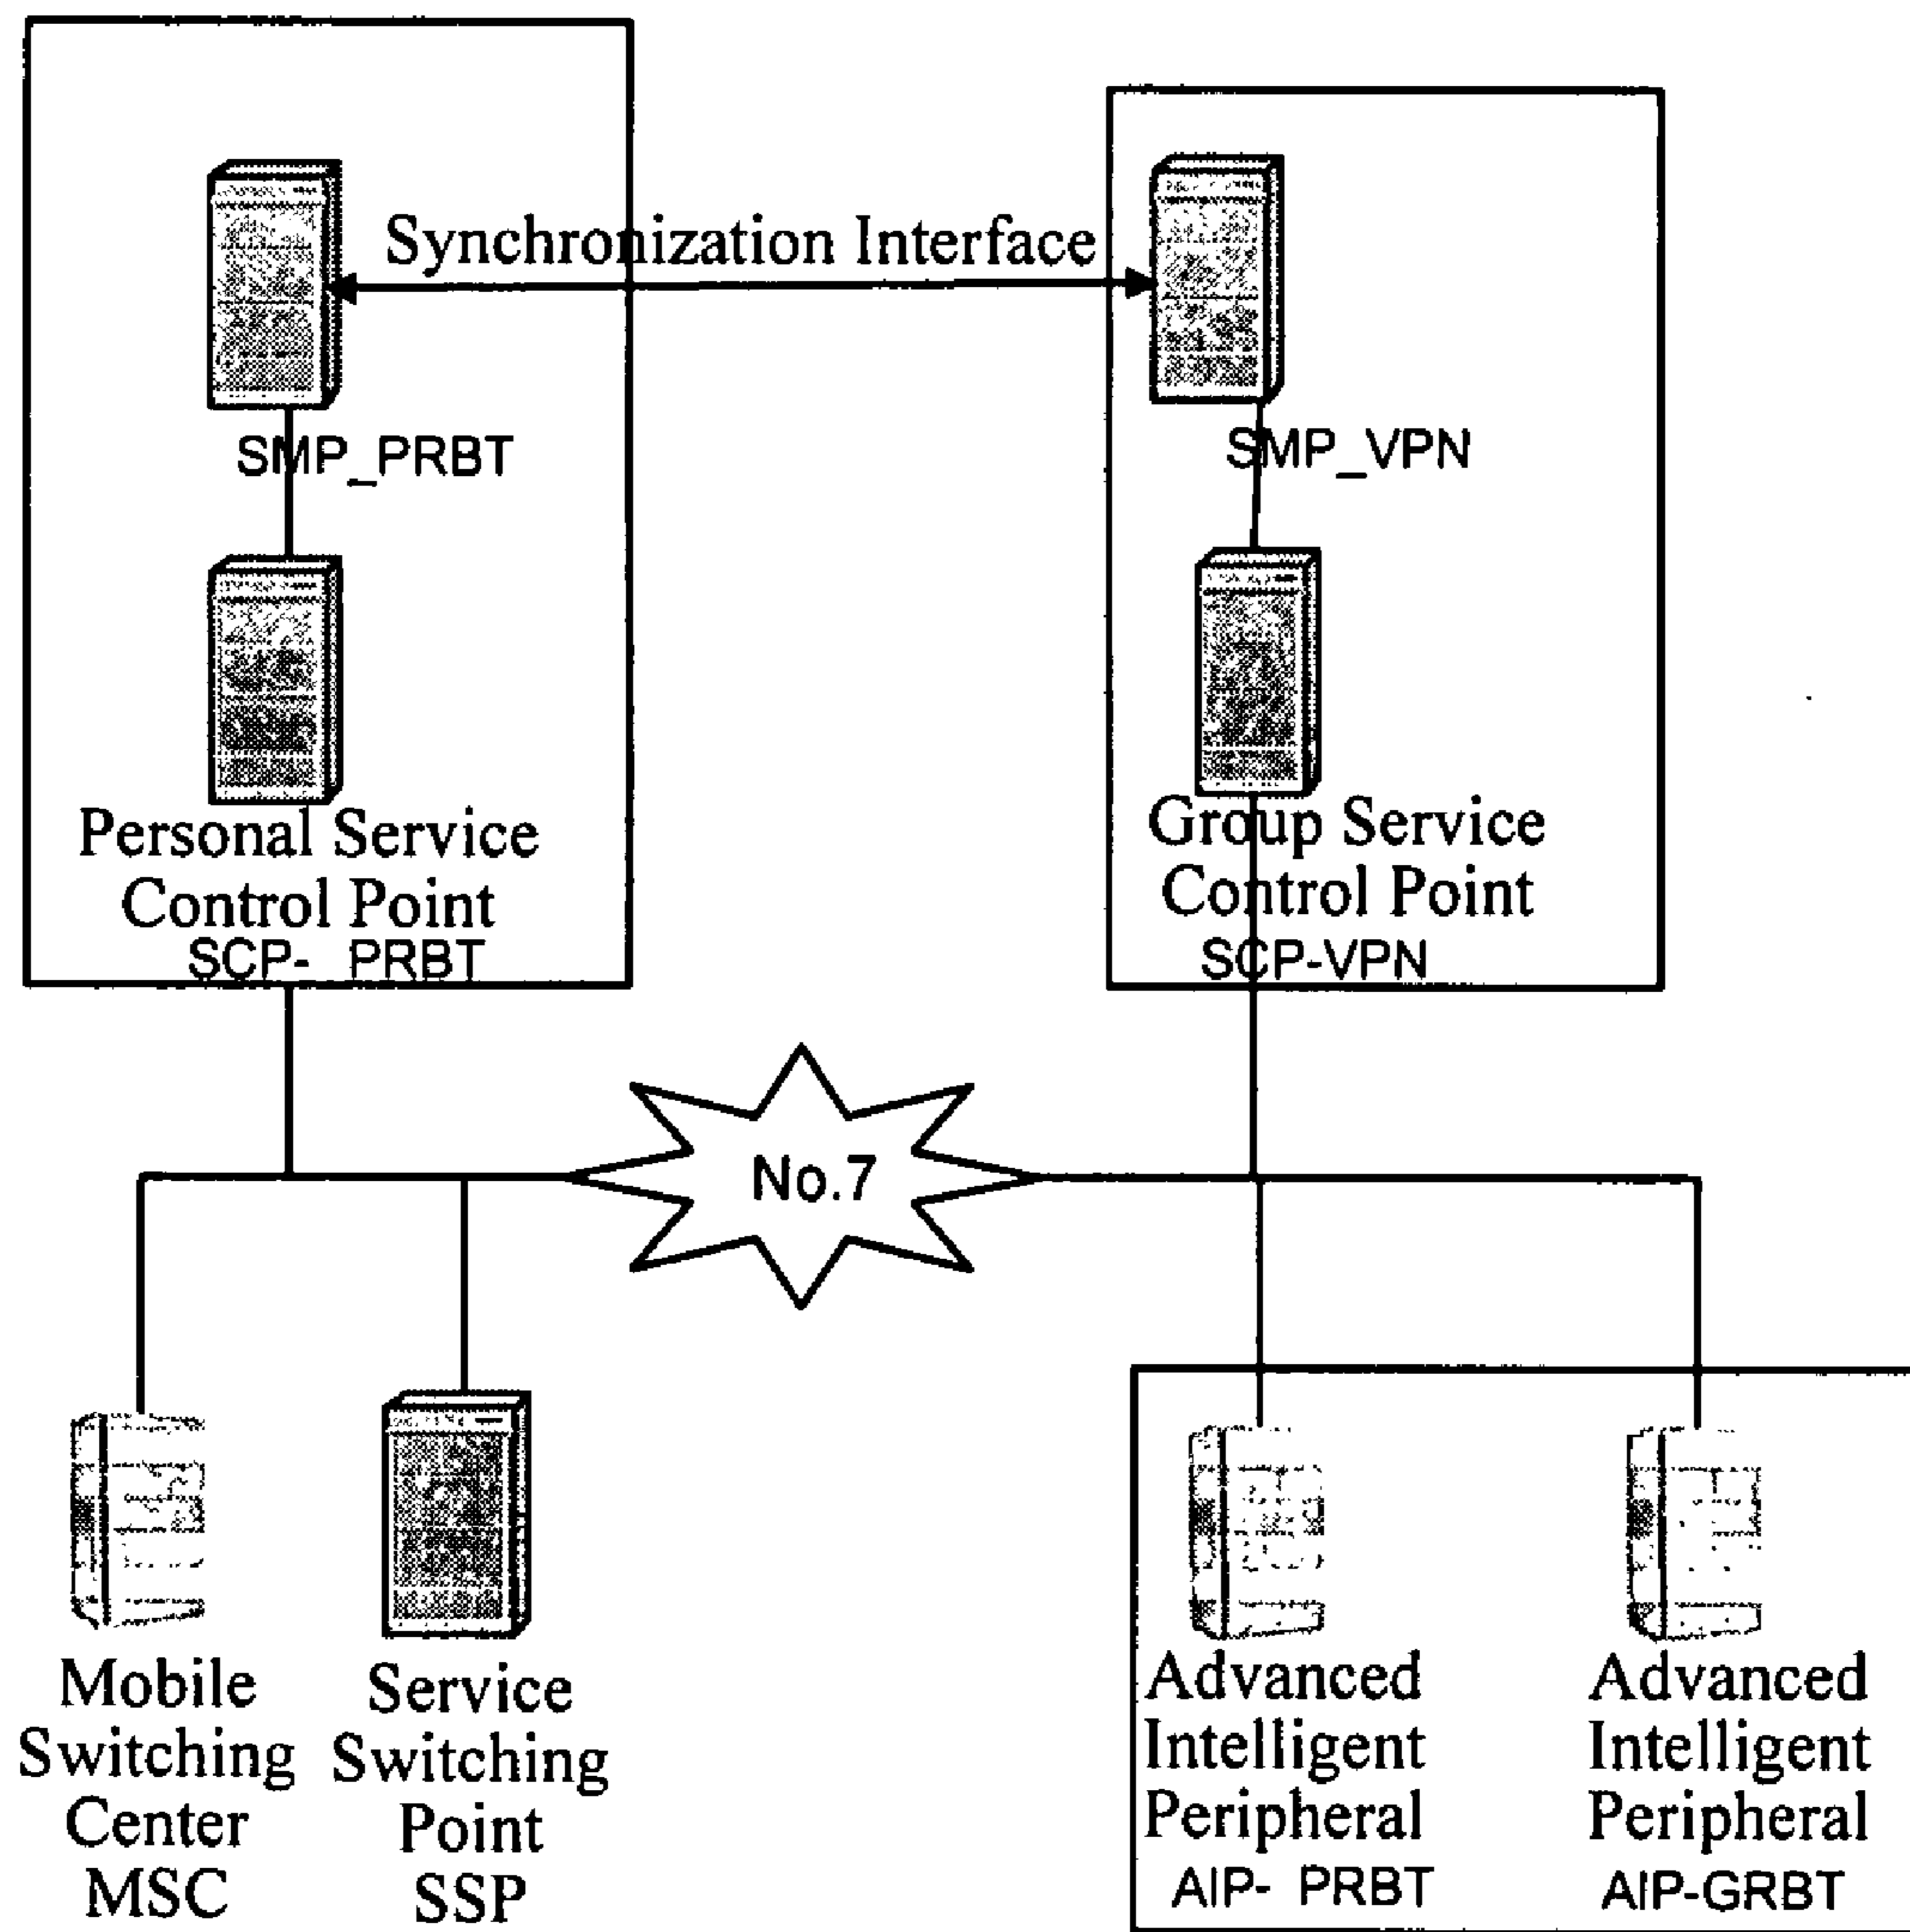 Synchronization Interface
SMP_PRBT
SMP_VPN
Personal Service
Control Point
SCP- PRBT
Group Service
Control Point
SCP-VPN
No.7
Mobile
Switching
Center
MSC
Service
Switching
Point
SSP
Advanced
Intelligent
Peripheral
AIP- PRBT
Advanced
Intelligent
Peripheral
AIP-GRBT